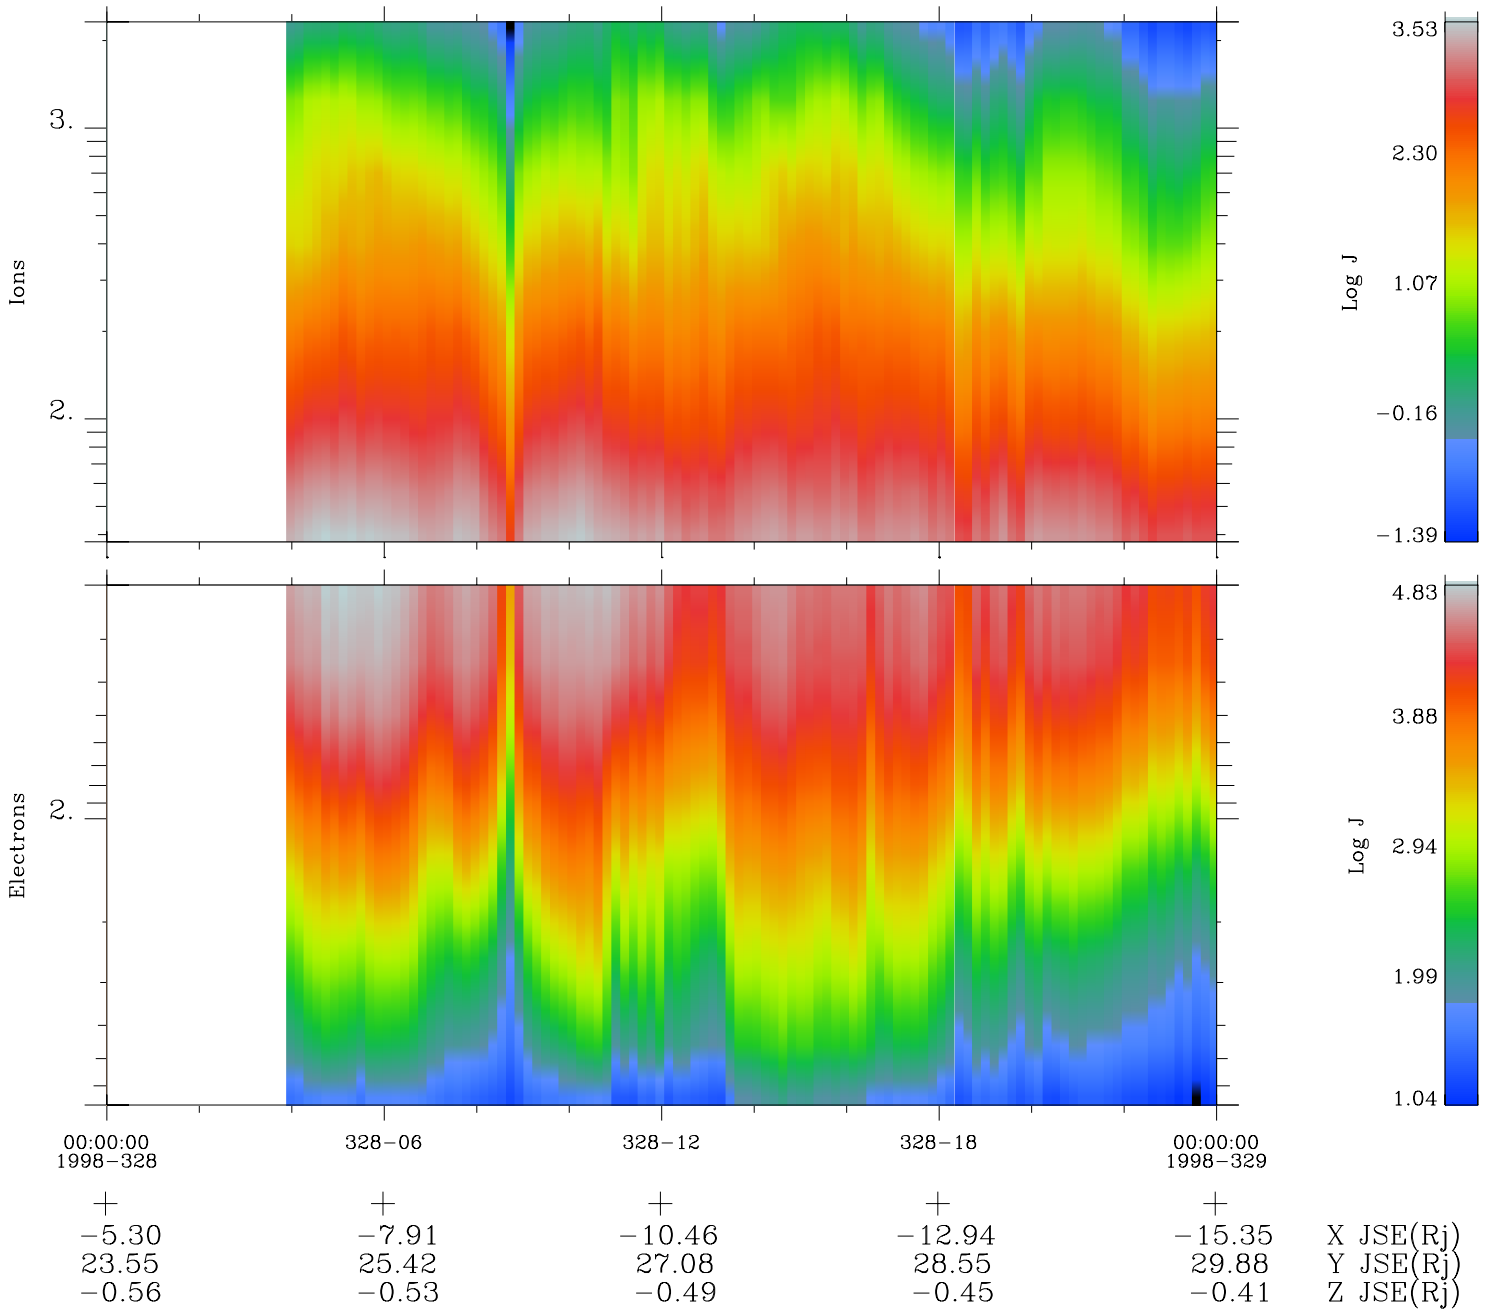 3.
2.
Ions
3.53
2.30
1.07
−0.16
−1.39
Log J
2.
Electrons
4.83
3.88
2.94
1.99
1.04
Log J
00:00:00 328−06 328−12 328−18 00:00:00
1998−328 1998−329
−5.30 −7.91 −10.46 −12.94 −15.35 X JSE(Rj)
23.55 25.42 27.08 28.55 29.88 Y JSE(Rj)
−0.56 −0.53 −0.49 −0.45 −0.41 Z JSE(Rj)